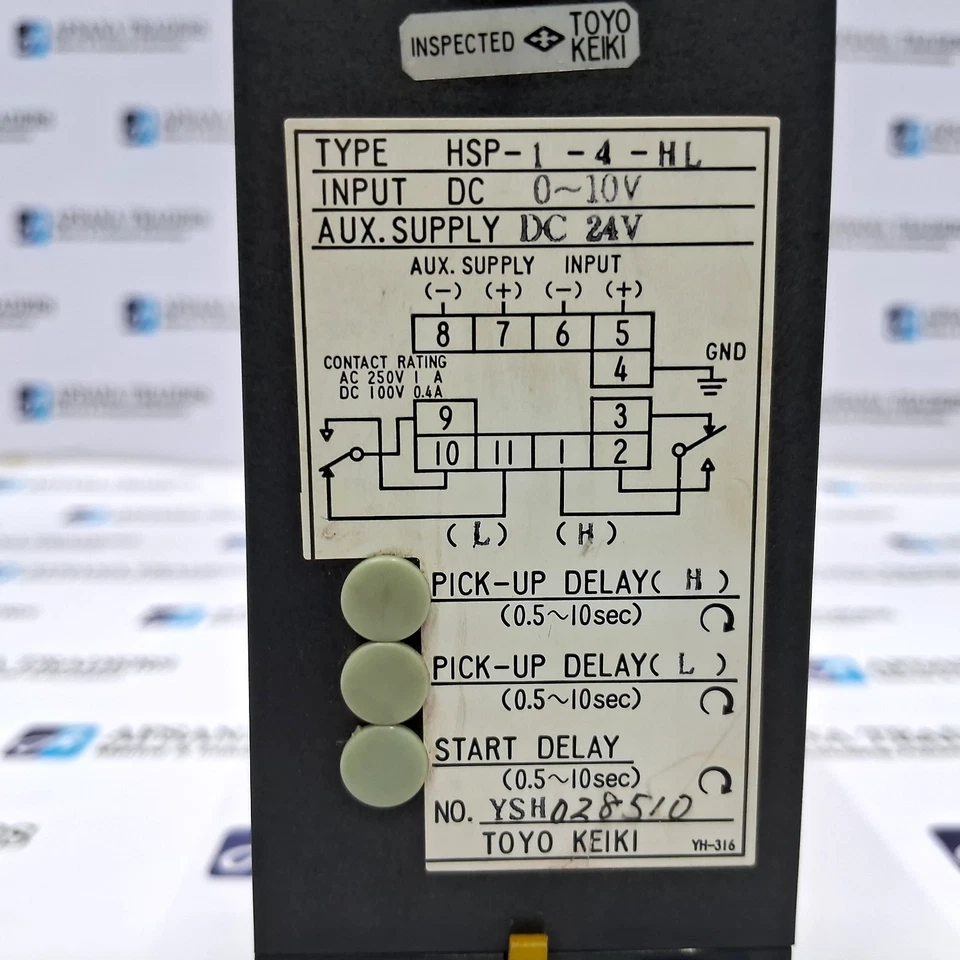 INSPECTED TOYO KEIKI
TYPE HSP-1-4-HL
INPUT DC 0~10V
AUX.SUPPLY DC 24V
AUX. SUPPLY INPUT
(-) (+) (-) (+)
8 7 6 5
4 GND
CONTACT RATING
AC 250V 1 A
DC 100V 0.4A
9 3
10 11 1 2
(L) (H)
PICK-UP DELAY( H )
(0.5~10sec)
PICK-UP DELAY( L )
(0.5~10sec)
START DELAY
(0.5~10sec)
NO. YSH028510
TOYO KEIKI YH-316